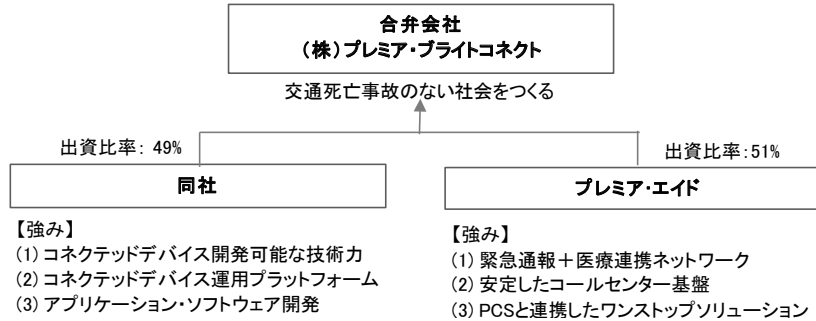 合弁会社
(株)プレミア・ブライトコネクト
交通死亡事故のない社会をつくる
出資比率: 49%
出資比率:51%
同社
プレミア・エイド
【強み】
(1) コネクテッドデバイス開発可能な技術力
(2) コネクテッドデバイス運用プラットフォーム
(3) アプリケーション・ソフトウェア開発
【強み】
(1) 緊急通報+医療連携ネットワーク
(2) 安定したコールセンター基盤
(3) PCSと連携したワンストップソリューション